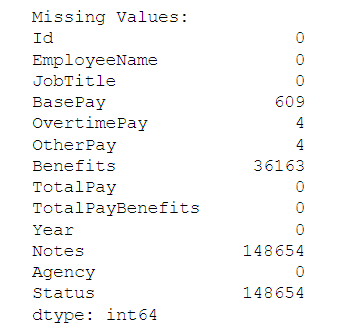 Missing Values:
Id 0
EmployeeName 0
JobTitle 0
BasePay 609
OvertimePay 4
OtherPay 4
Benefits 36163
TotalPay 0
TotalPayBenefits 0
Year 0
Notes 148654
Agency 0
Status 148654
dtype: int64